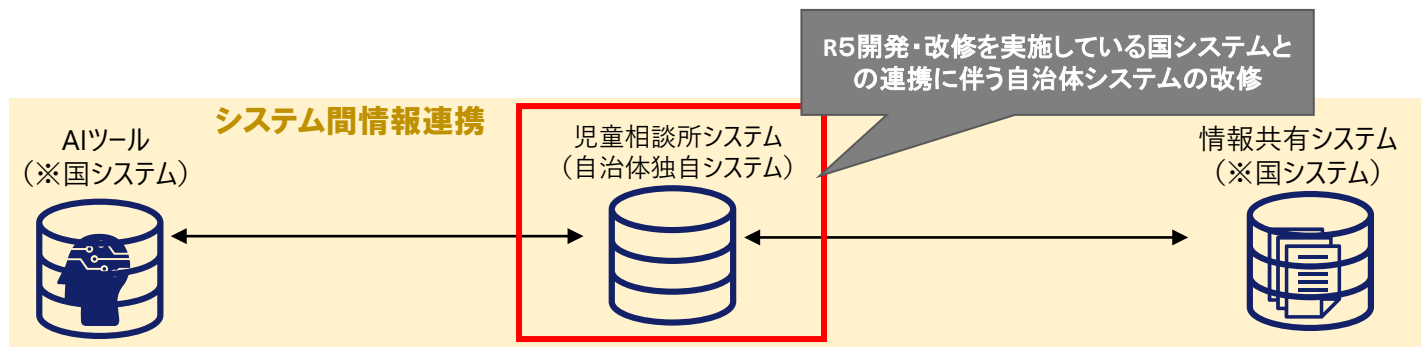 R5開発・改修を実施している国システムと
の連携に伴う自治体システムの改修
システム間情報連携
AIツール
（※国システム）
児童相談所システム
（自治体独自システム）
情報共有システム
（※国システム）